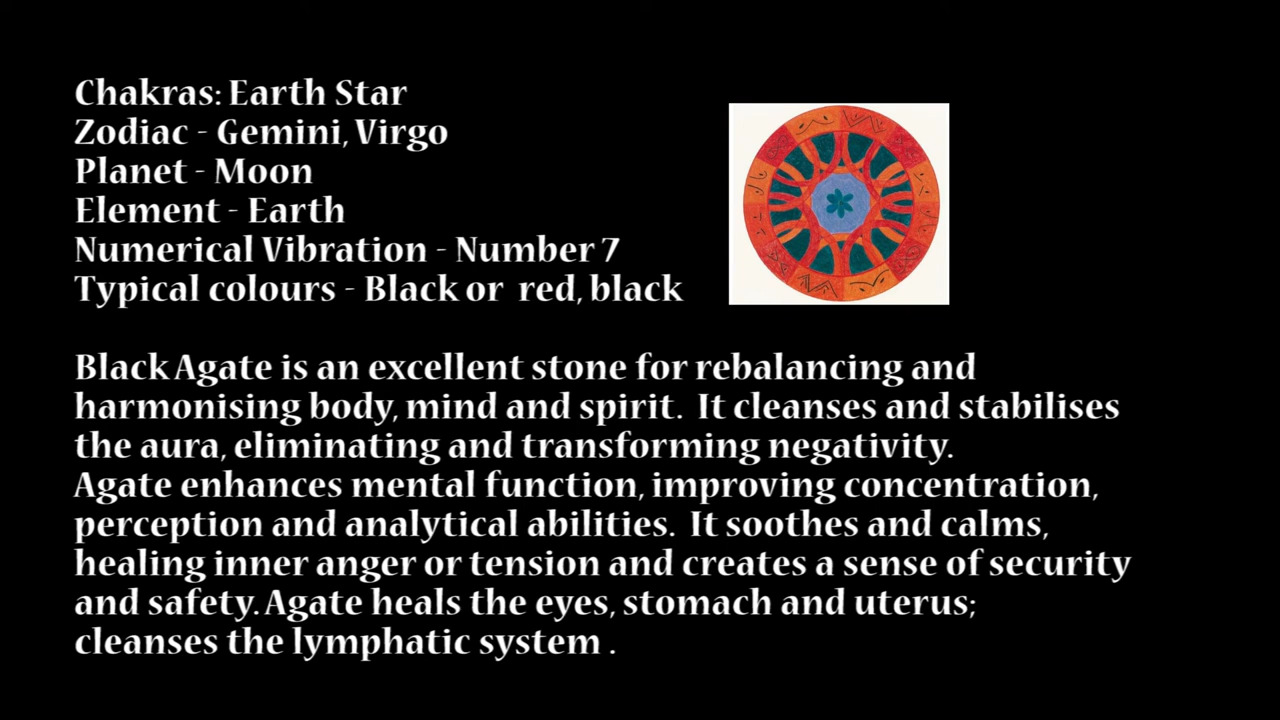 Chakras: Earth Star
Zodiac - Gemini, Virgo
Planet - Moon
Element - Earth
Numerical Vibration - Number 7
Typical colours - Black or  red, black
Black Agate is an excellent stone for rebalancing and
harmonising body, mind and spirit.  It cleanses and stabilises
the aura, eliminating and transforming negativity.
Agate enhances mental function, improving concentration,
perception and analytical abilities.  It soothes and calms,
healing inner anger or tension and creates a sense of security
and safety. Agate heals the eyes, stomach and uterus;
cleanses the lymphatic system .